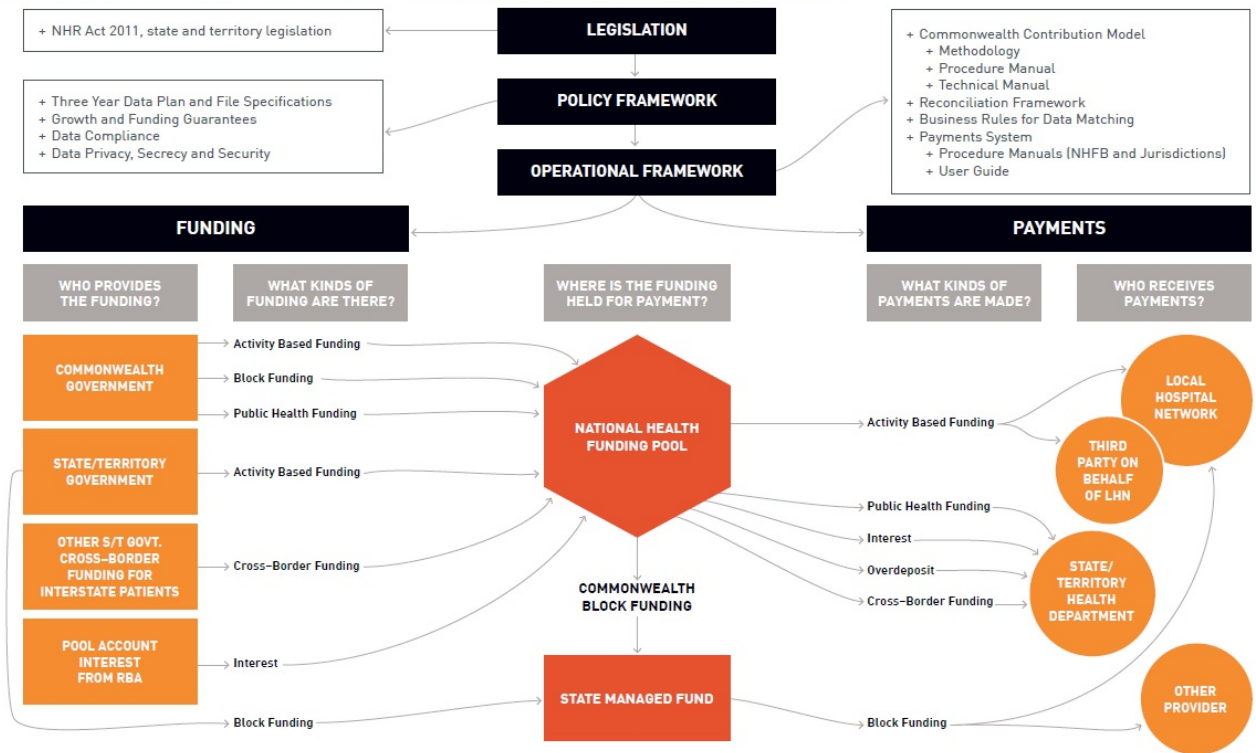 LEGISLATION
+ NHR Act 2011, state and territory legislation
POLICY FRAMEWORK
+ Three Year Data Plan and File Specifications
+ Growth and Funding Guarantees
+ Data Compliance
+ Data Privacy, Secrecy and Security
OPERATIONAL FRAMEWORK
+ Commonwealth Contribution Model
+ Methodology
+ Procedure Manual
+ Technical Manual
+ Reconciliation Framework
+ Business Rules for Data Matching
+ Payments System
+ Procedure Manuals (NHFB and Jurisdictions)
+ User Guide
FUNDING
PAYMENTS
WHO PROVIDES
THE FUNDING?
WHAT KINDS OF
FUNDING ARE THERE?
WHERE IS THE FUNDING
HELD FOR PAYMENT?
WHAT KINDS OF
PAYMENTS ARE MADE?
WHO RECEIVES
PAYMENTS?
COMMONWEALTH
GOVERNMENT
Activity Based Funding
Block Funding
Public Health Funding
STATE/TERRITORY
GOVERNMENT
Activity Based Funding
OTHER S/T GOVT.
CROSS–BORDER
FUNDING FOR
INTERSTATE PATIENTS
Cross–Border Funding
POOL ACCOUNT
INTEREST
FROM RBA
Interest
Block Funding
NATIONAL HEALTH
FUNDING POOL
COMMONWEALTH
BLOCK FUNDING
STATE MANAGED FUND
Activity Based Funding
Public Health Funding
Interest
Overdeposit
Cross–Border Funding
Block Funding
LOCAL
HOSPITAL
NETWORK
THIRD
PARTY ON
BEHALF
OF LHN
STATE/
TERRITORY
HEALTH
DEPARTMENT
OTHER
PROVIDER